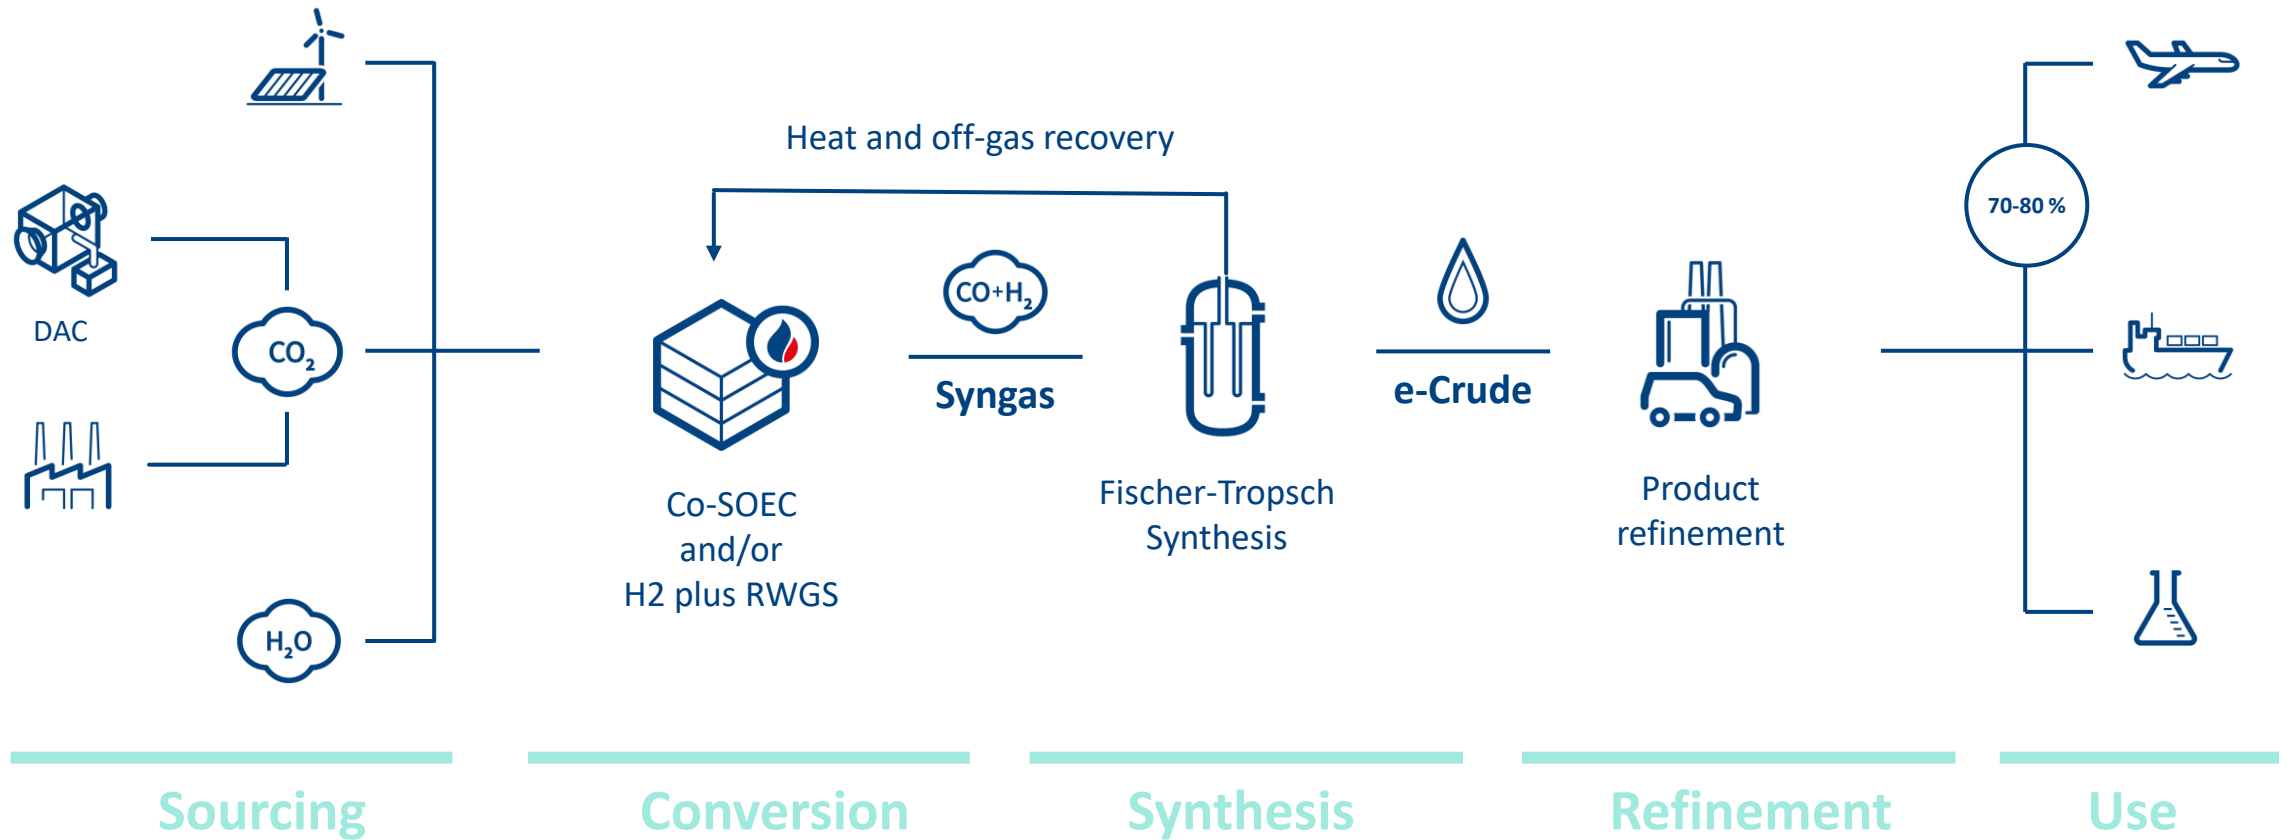 Heat and off-gas recovery
70-80 %
DAC
CO₂
CO+H₂
Syngas
e-Crude
Co-SOEC
and/or
H2 plus RWGS
Fischer-Tropsch
Synthesis
Product
refinement
H₂O
Sourcing
Conversion
Synthesis
Refinement
Use